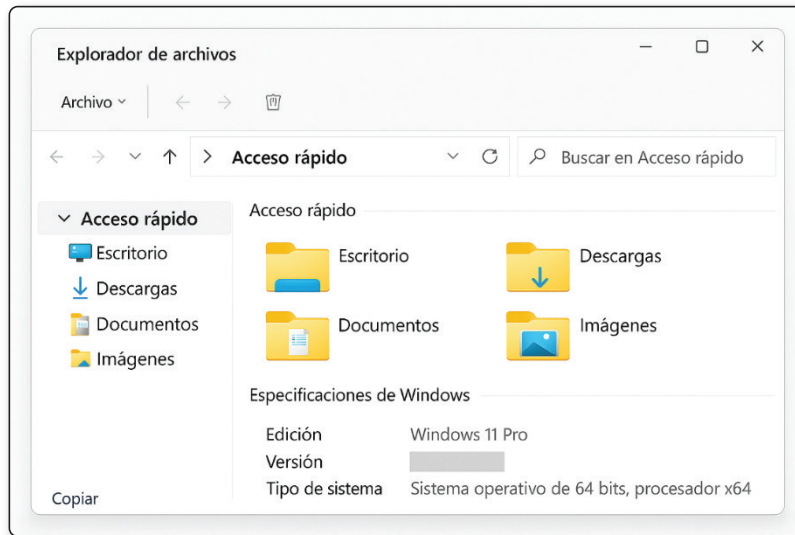 Explorador de archivos
Archivo
Acceso rápido
Buscar en Acceso rápido
Acceso rápido
Escritorio
Descargas
Documentos
Imágenes
Acceso rápido
Escritorio
Descargas
Documentos
Imágenes
Especificaciones de Windows
Edición Windows 11 Pro
Versión
Tipo de sistema Sistema operativo de 64 bits, procesador x64
Copiar